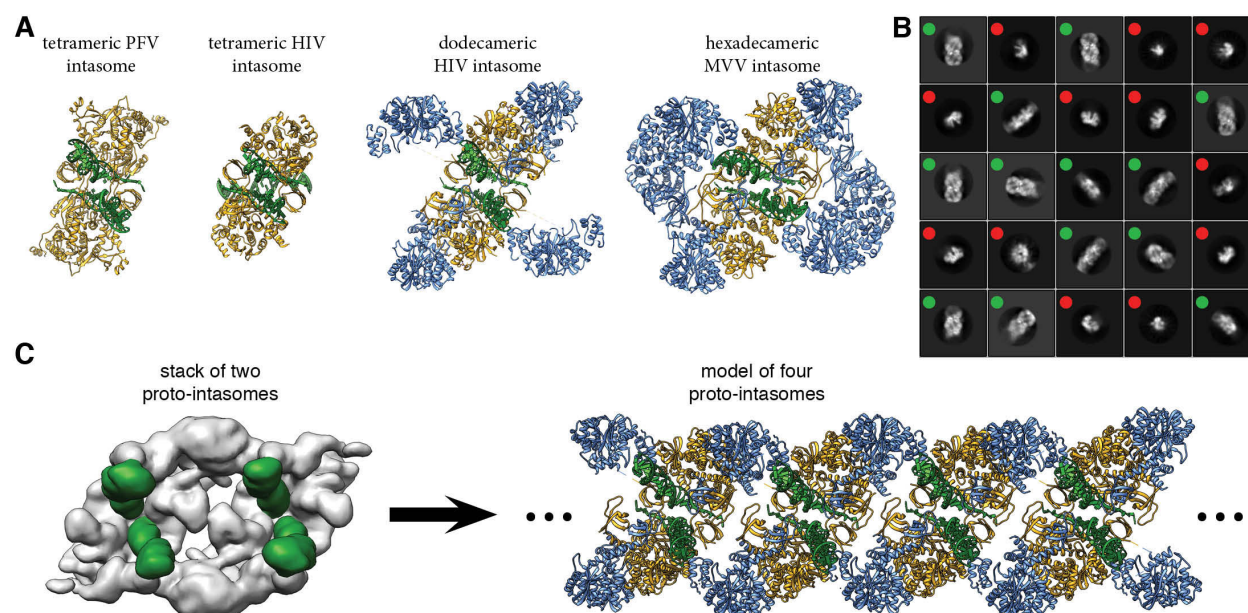 A
tetrameric PFV
intasome
tetrameric HIV
intasome
dodecameric
HIV intasome
hexadecameric
MVV intasome
B
C
stack of two
proto-intasomes
model of four
proto-intasomes